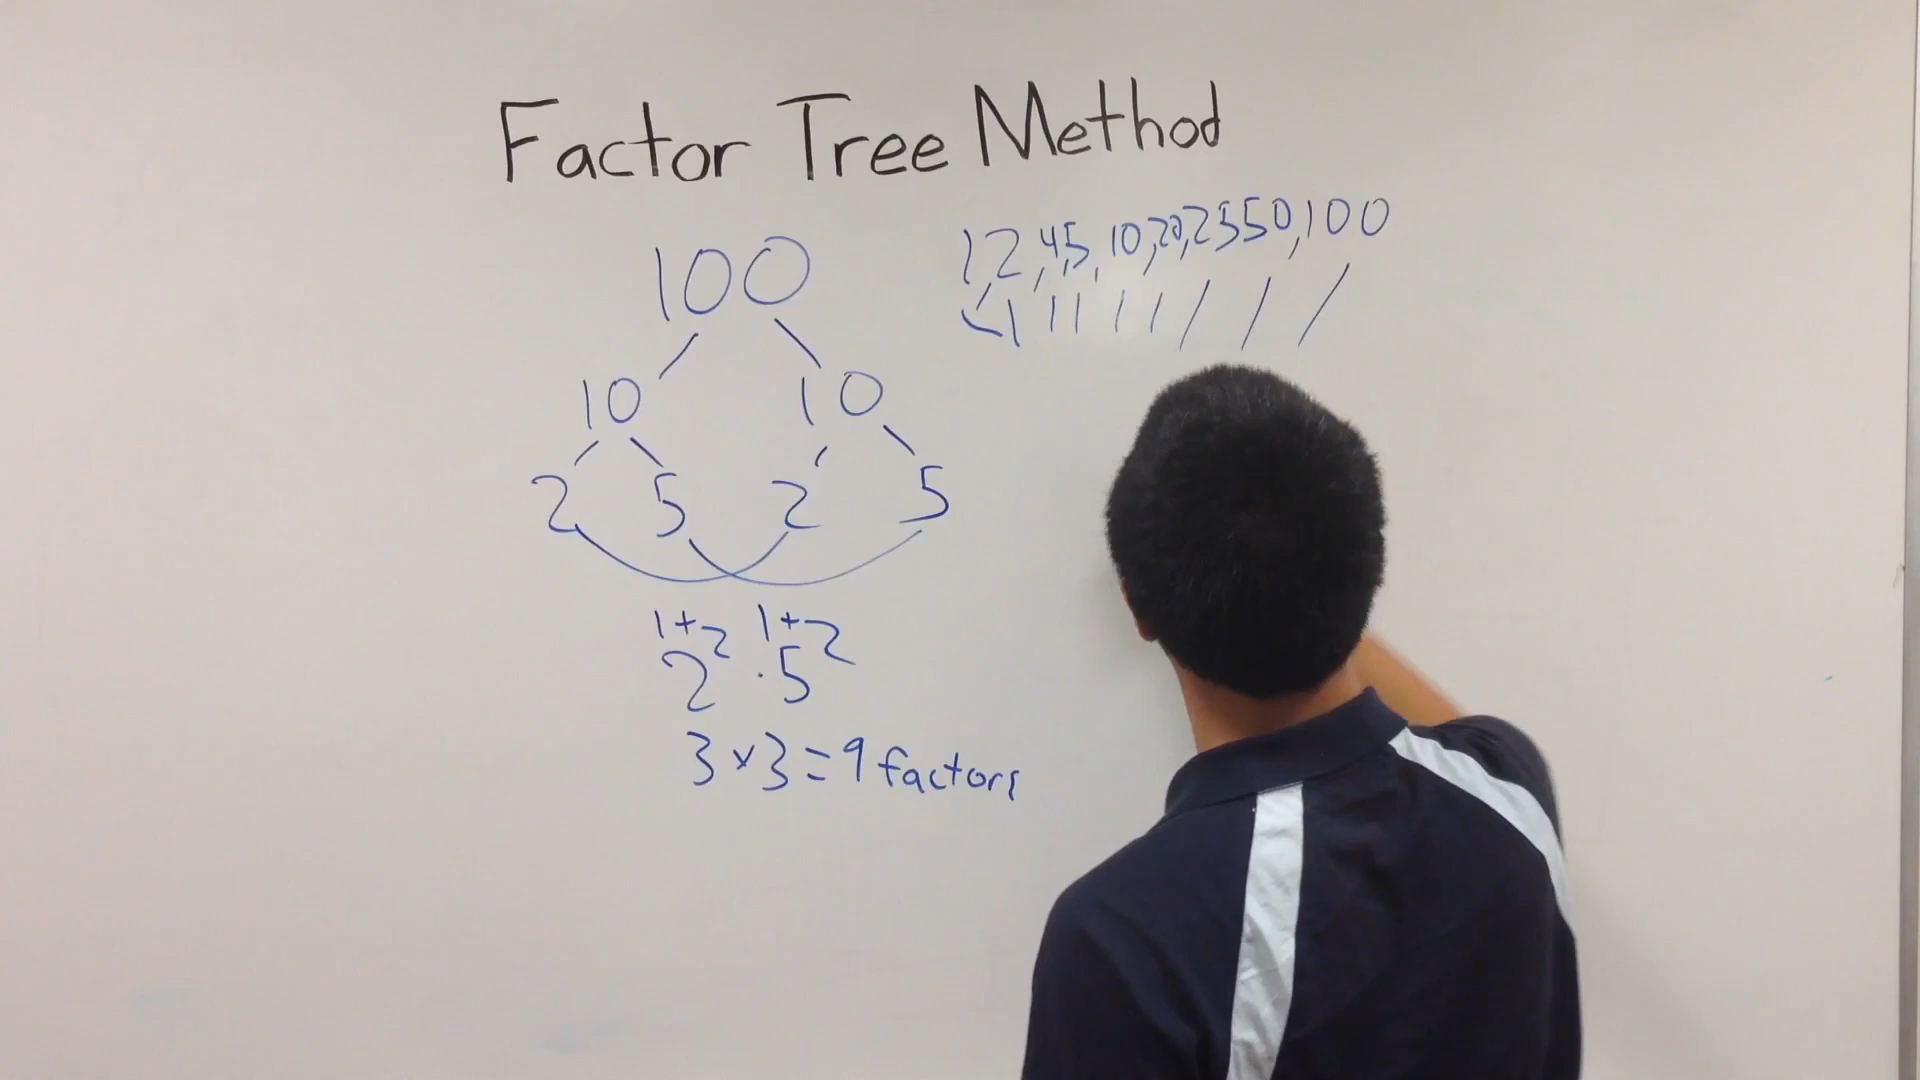 Factor Tree Method
1,2,4,5,10,20,25 50,100
100
10 10
2 5 2 5
1+2 1+2
2 · 5
3 x 3 = 9 factors